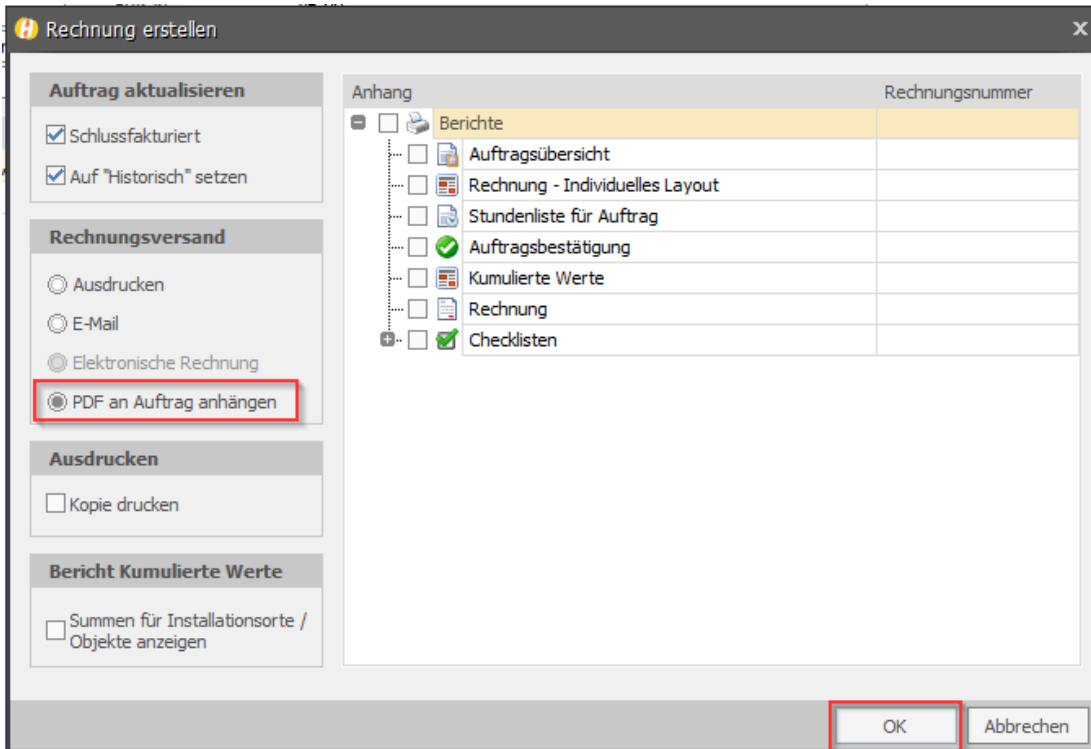 Rechnung erstellen
x
Auftrag aktualisieren
Schlussfakturiert
Auf "Historisch" setzen
Rechnungsversand
Ausdrucken
E-Mail
Elektronische Rechnung
PDF an Auftrag anhängen
Ausdrucken
Kopie drucken
Bericht Kumulierte Werte
Summen für Installationsorte /
Objekte anzeigen
Anhang Rechnungsnummer
Berichte
Auftragsübersicht
Rechnung - Individuelles Layout
Stundenliste für Auftrag
Auftragsbestätigung
Kumulierte Werte
Rechnung
Checklisten
OK Abbrechen